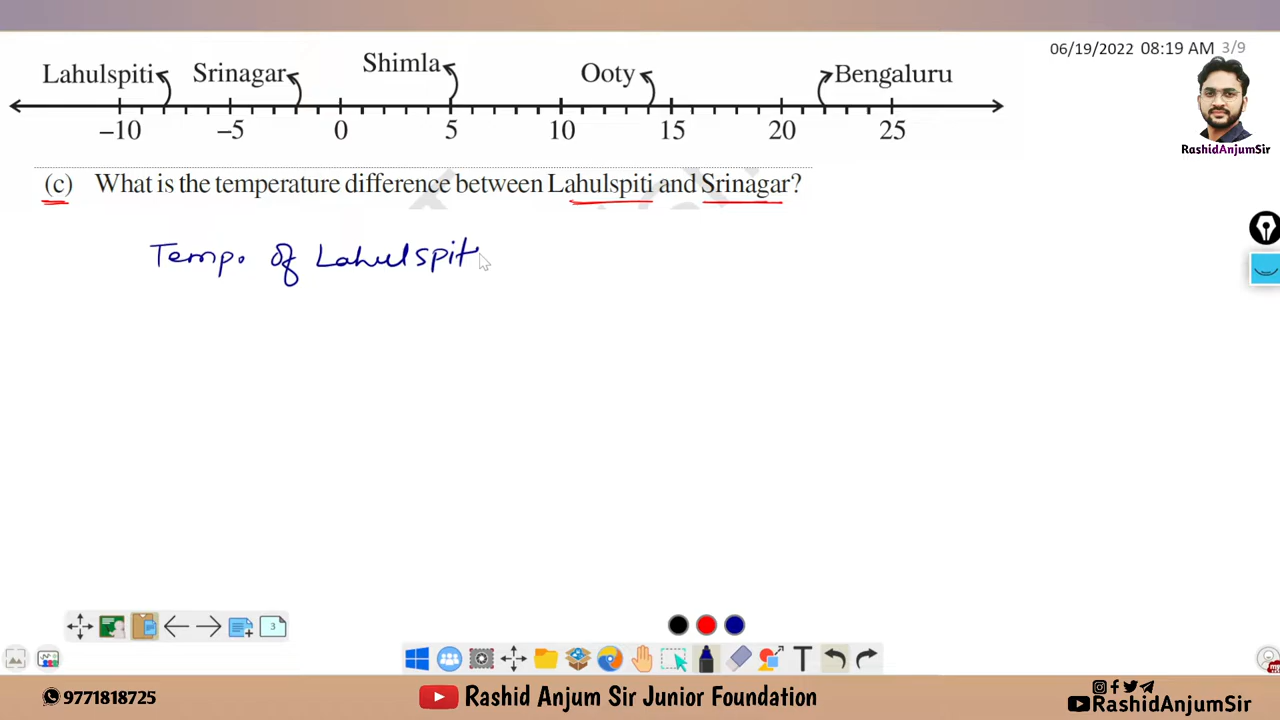 06/19/2022 08:19 AM 3/9
Lahulspiti Srinagar Shimla Ooty Bengaluru
–10 –5 0 5 10 15 20 25
RashidAnjumSir
(c) What is the temperature difference between Lahulspiti and Srinagar?
Temp. of Lahulspit
3
T
9771818725 Rashid Anjum Sir Junior Foundation RashidAnjumSir